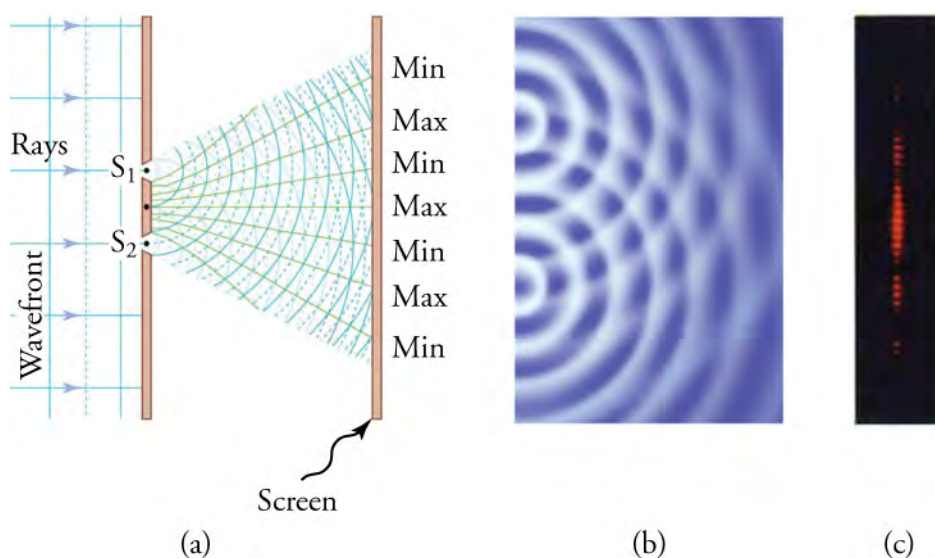 Min
Max
Rays
S1
Min
Max
S2
Min
Wavefront
Max
Min
Screen
(a)
(b)
(c)